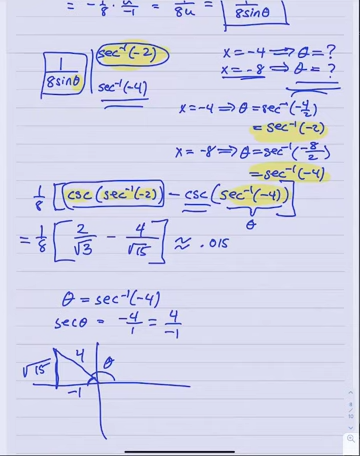 = -1/8 · u^-1/-1 = 1/8u = 1/8sinθ
1/8sinθ | sec⁻¹(-2)
sec⁻¹(-4)
x = -4 ⟹ θ = ?
x = -8 ⟹ θ = ?
x = -4 ⟹ θ = sec⁻¹(-4/2)
= sec⁻¹(-2)
x = -8 ⟹ θ = sec⁻¹(-8/2)
= sec⁻¹(-4)
1/8 [csc(sec⁻¹(-2)) - csc(sec⁻¹(-4))]
θ
= 1/8 [2/√3 - 4/√15] ≈ .015
θ = sec⁻¹(-4)
secθ = -4/1 = 4/-1
√15 4 θ
-1